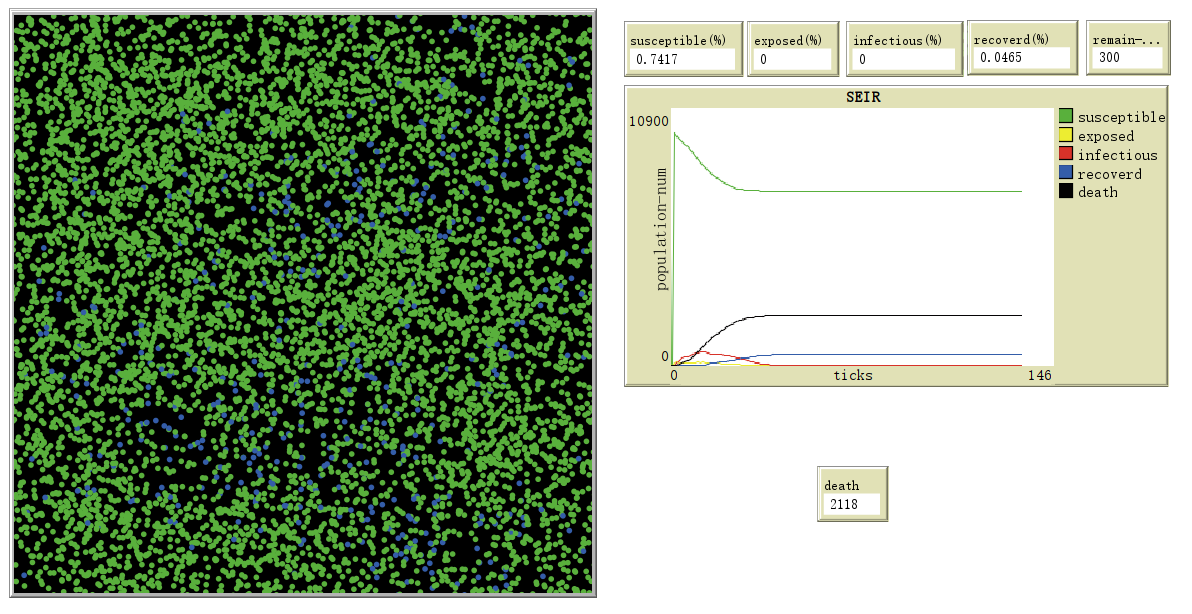 susceptible(%)
0.7417
exposed(%)
0
infectious(%)
0
recoverd(%)
0.0465
remain-...
300
SEIR
10900
population-num
0
0
ticks
146
susceptible
exposed
infectious
recoverd
death
death
2118